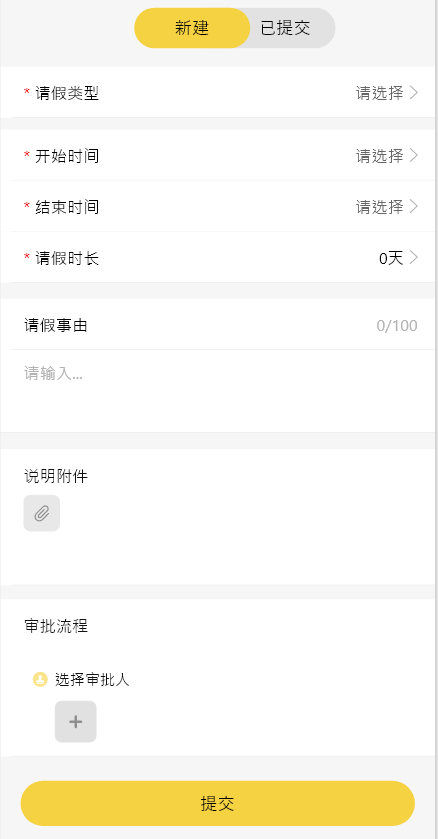 新建 已提交
* 请假类型 请选择
* 开始时间 请选择
* 结束时间 请选择
* 请假时长 0天
请假事由 0/100
请输入...
说明附件
审批流程
选择审批人
提交